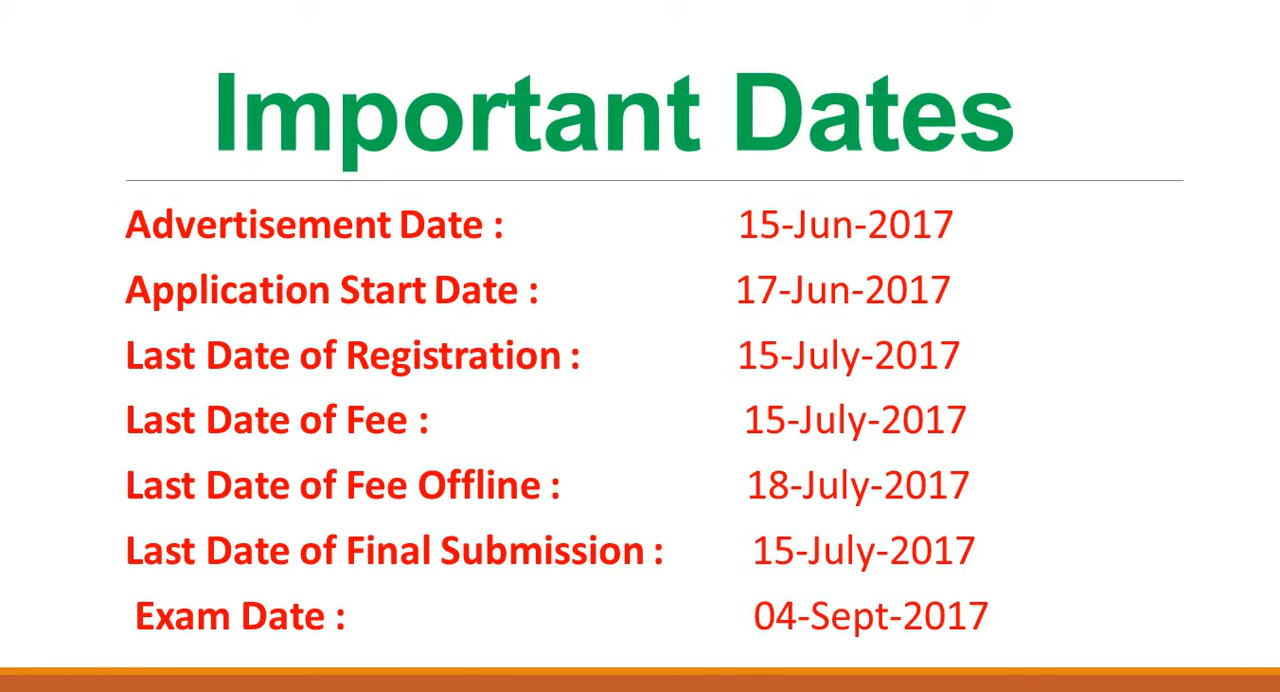 Important Dates
Advertisement Date : 15-Jun-2017
Application Start Date : 17-Jun-2017
Last Date of Registration : 15-July-2017
Last Date of Fee : 15-July-2017
Last Date of Fee Offline : 18-July-2017
Last Date of Final Submission : 15-July-2017
Exam Date : 04-Sept-2017